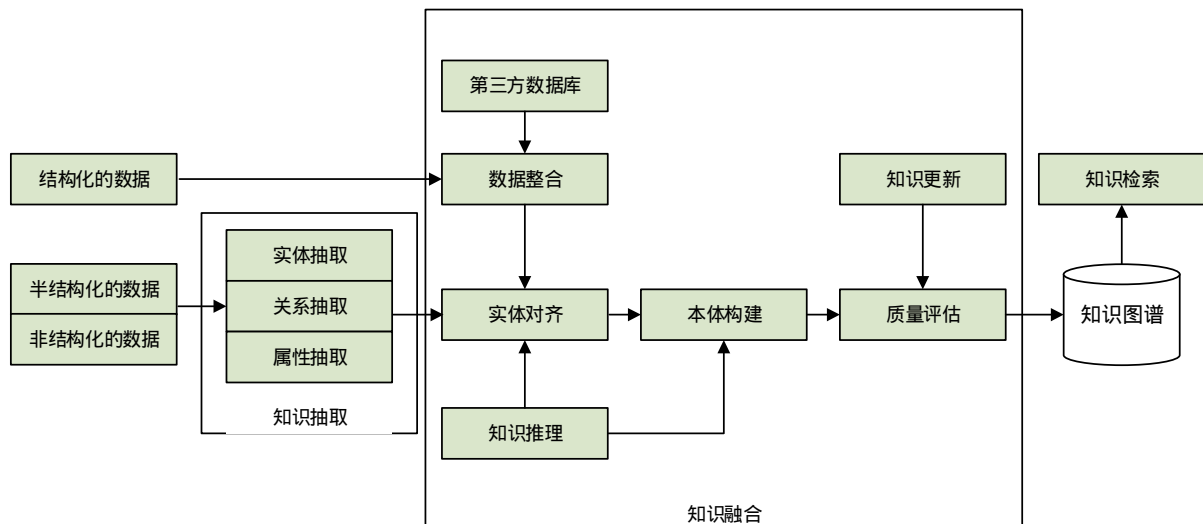 第三方数据库
结构化的数据
数据整合
知识更新
知识检索
实体抽取
半结构化的数据
关系抽取
实体对齐
本体构建
质量评估
知识图谱
非结构化的数据
属性抽取
知识抽取
知识推理
知识融合